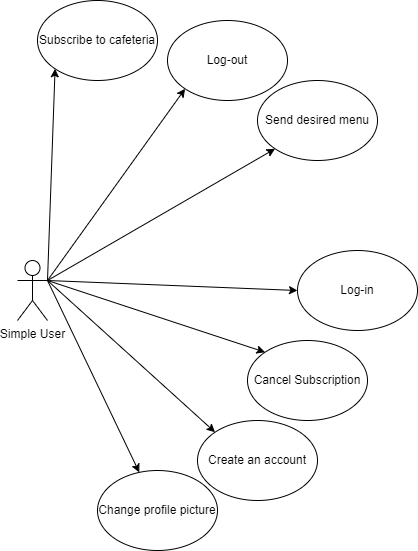 Subscribe to cafeteria
Log-out
Send desired menu
Log-in
Simple User
Cancel Subscription
Create an account
Change profile picture